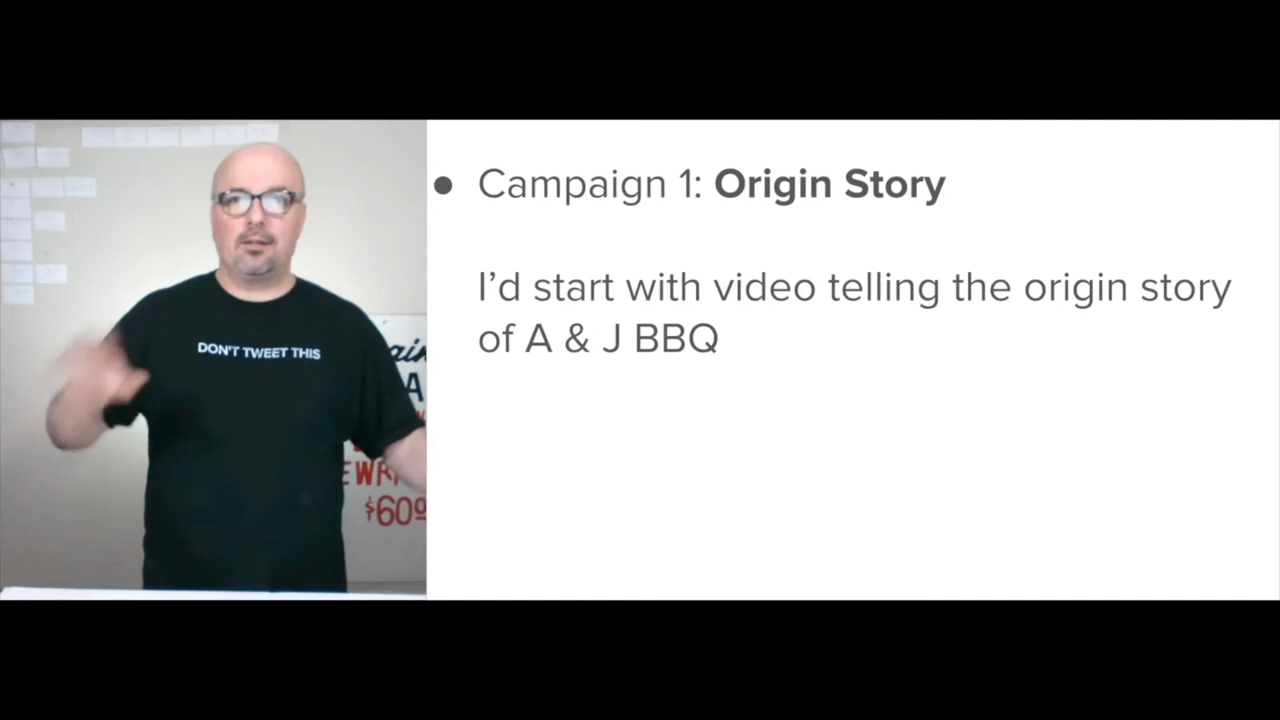 ● Campaign 1: Origin Story
I’d start with video telling the origin story
of A & J BBQ
DON'T TWEET THIS
$60